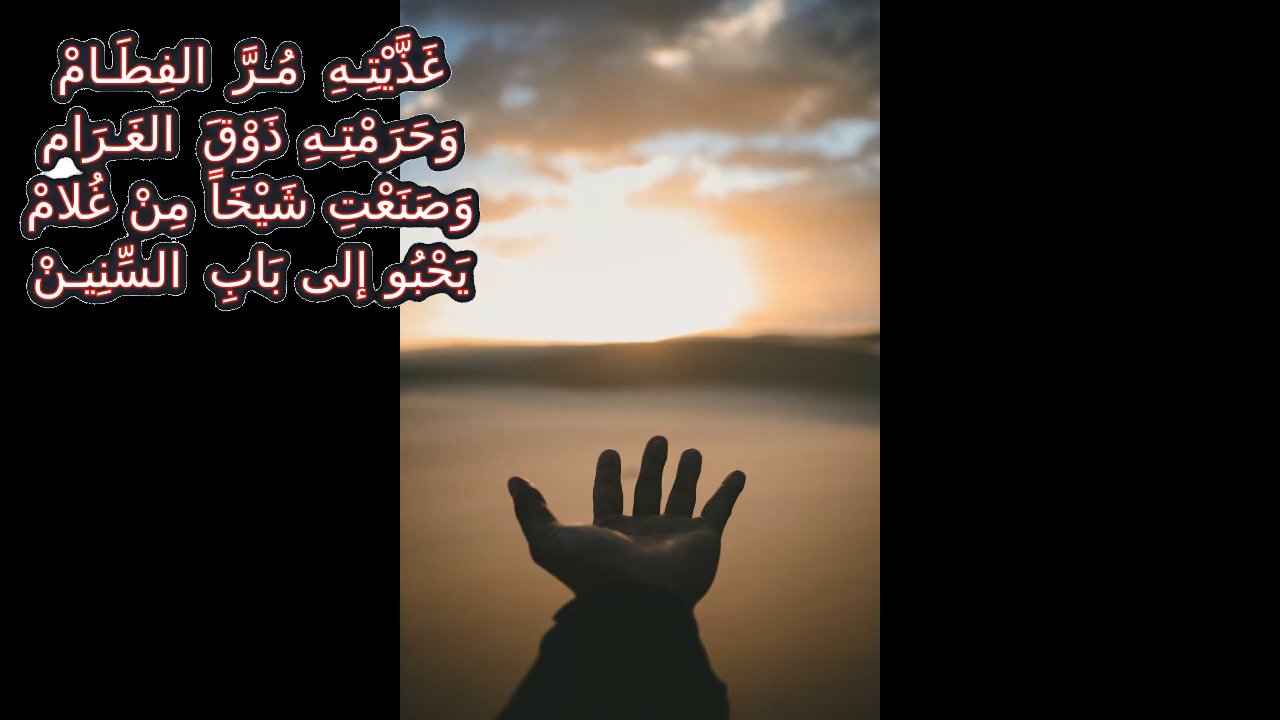 غَذَّيْتِـهِ مُـرَّ الفِطَـامْ
وَحَرَمْتِـهِ ذَوْقَ الغَـرَامِ
وَصَنَعْتِ شَيْخَاً مِنْ غُلامْ
يَحْبُو إلى بَابِ السِّنِيـنْ